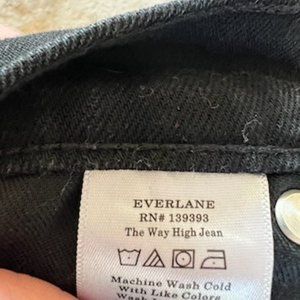 EVERLANE
RN# 139393
The Way High Jean
Machine Wash Cold
With Like Colors